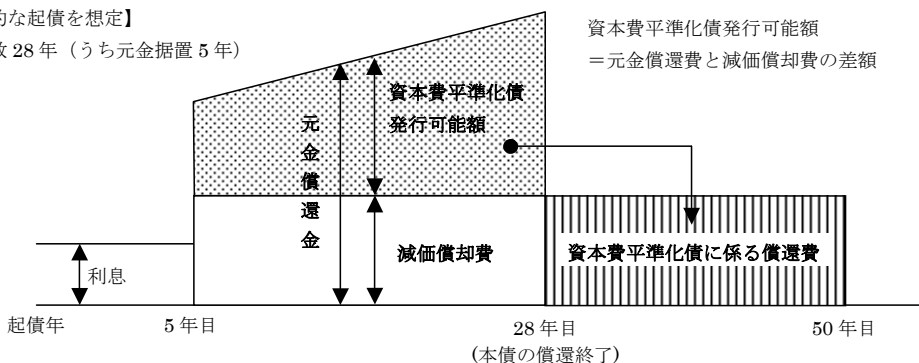 的な起債を想定】
数 28 年（うち元金据置 5 年）
資本費平準化債発行可能額
＝元金償還費と減価償却費の差額
資本費平準化債
発行可能額
元金償還金
減価償却費
資本費平準化債に係る償還費
利息
起債年
5 年目
28 年目
(本債の償還終了)
50 年目